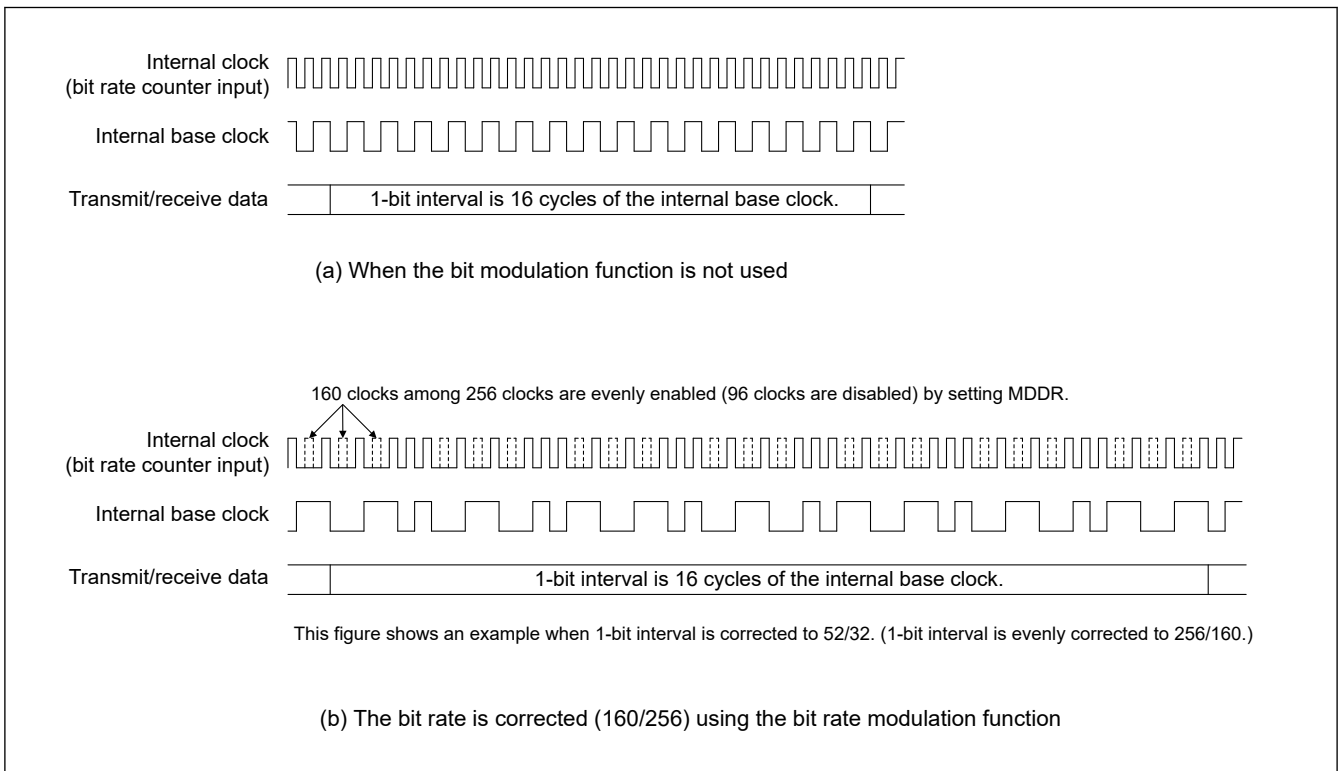 Internal clock
(bit rate counter input)
Internal base clock
Transmit/receive data
1-bit interval is 16 cycles of the internal base clock.
(a) When the bit modulation function is not used
160 clocks among 256 clocks are evenly enabled (96 clocks are disabled) by setting MDDR.
Internal clock
(bit rate counter input)
Internal base clock
Transmit/receive data
1-bit interval is 16 cycles of the internal base clock.
This figure shows an example when 1-bit interval is corrected to 52/32. (1-bit interval is evenly corrected to 256/160.)
(b) The bit rate is corrected (160/256) using the bit rate modulation function